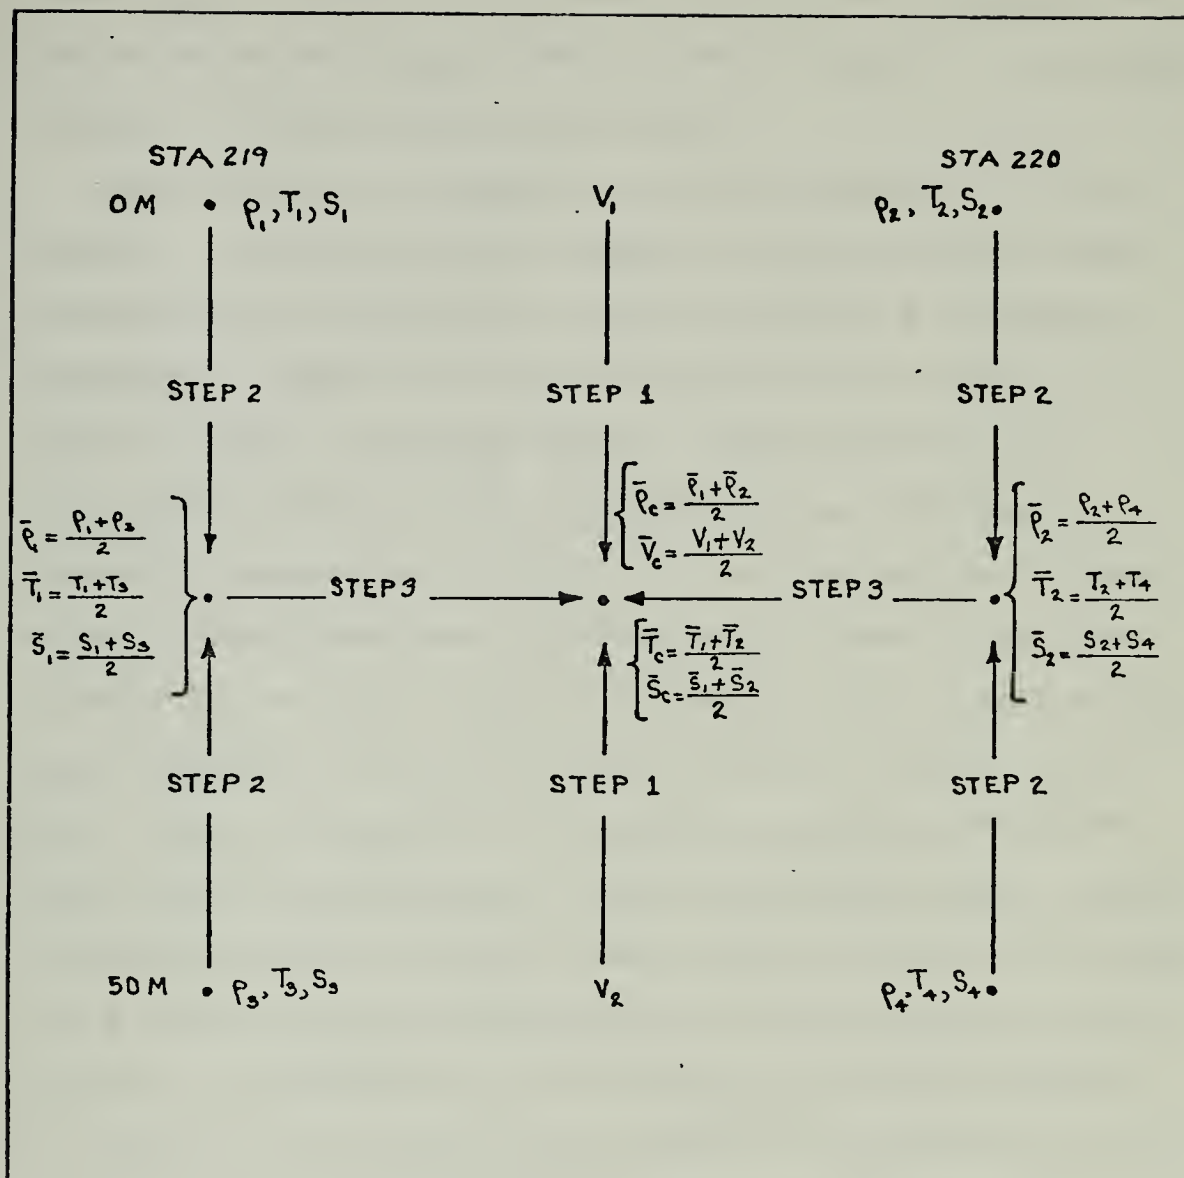 STA 219
STA 220
0 M • ρ₁, T₁, S₁
V₁
ρ₂, T₂, S₂ •
STEP 2
STEP 1
STEP 2
ρ̄₁ = (ρ₁ + ρ₃)/2
T̄₁ = (T₁ + T₃)/2
S̄₁ = (S₁ + S₃)/2
ρ̄c = (ρ̄₁ + ρ̄₂)/2
V̄c = (V₁ + V₂)/2
ρ̄₂ = (ρ₂ + ρ₄)/2
T̄₂ = (T₂ + T₄)/2
S̄₂ = (S₂ + S₄)/2
STEP 3
STEP 3
T̄c = (T̄₁ + T̄₂)/2
S̄c = (S̄₁ + S̄₂)/2
STEP 2
STEP 1
STEP 2
50 M • ρ₃, T₃, S₃
V₂
ρ₄, T₄, S₄ •